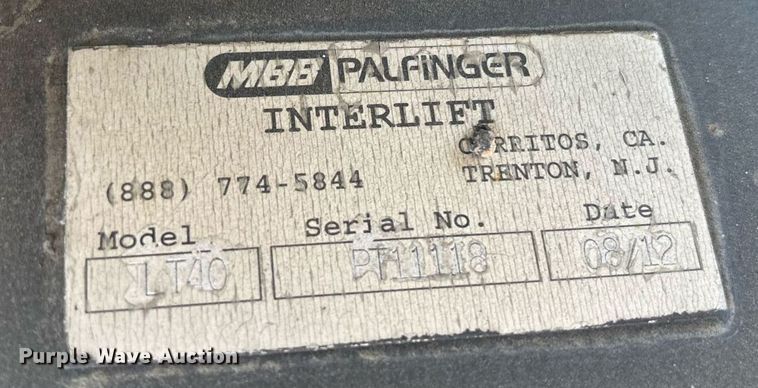 MBB PALFINGER
INTERLIFT
CERRITOS, CA.
(888) 774-5844 TRENTON, N.J.
Model Serial No. Date
LT40 PT11118 08/12
Purple Wave Auction